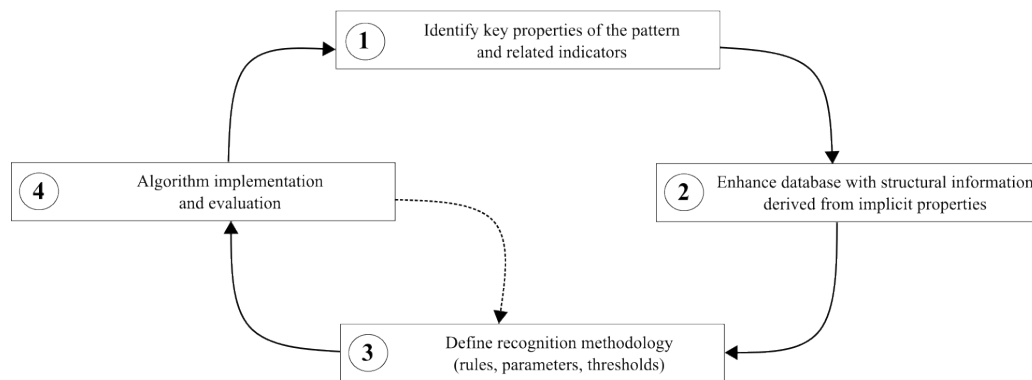 1
Identify key properties of the pattern
and related indicators
2
Enhance database with structural information
derived from implicit properties
3
Define recognition methodology
(rules, parameters, thresholds)
4
Algorithm implementation
and evaluation